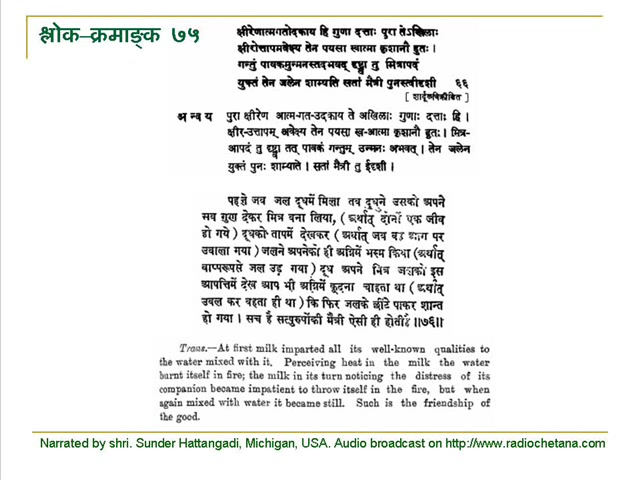 श्लोक–क्रमाङ्क ७५
क्षीरेणात्मगतोदकाय हि गुणा दत्ताः पुरा तेऽखिलाः
क्षीरोत्तापमवेक्ष्य तेन पयसा स्वात्मा कृशानौ हुतः ।
गन्तुं पावकमुन्मनस्तदभवद् दृष्ट्वा तु मित्रापदं
युक्तं तेन जलेन शाम्यति सतां मैत्री पुनस्त्वीदृशी ६६
[ शार्दूलविक्रीडित ]
अन्वय पुरा क्षीरेण आत्म-गत-उदकाय ते अखिलाः गुणाः दत्ताः हि ।
क्षीर-उत्तापम् अवेक्ष्य तेन पयसा स्व-आत्मा कृशानौ हुतः । मित्र-
आपदं तु दृष्ट्वा तत् पावकं गन्तुम् उन्मनः अभवत् । तेन जलेन
युक्तं पुनः शाम्यते । सतां मैत्री तु ईदृशी ।
पहले जब जल दूधमें मिला तब दूधने उसको अपने
सब गुण देकर मित्र बना लिया, (अर्थात् दोनों एक जीव
हो गये) दूधको तापमें देखकर (अर्थात् जब वह आग पर
उबाला गया) जलने अपनेको ही अग्निमें भस्म किया (अर्थात्
वाष्परूपसे जल उड़ गया) दूध अपने मित्र जलको इस
आपत्तिमें देख आप भी अग्निमें कूदना चाहता था (अर्थात्
उबल कर बहता ही था) कि फिर जलके छींटे पाकर शान्त
हो गया । सच है सत्पुरुषोंकी मैत्री ऐसी ही होतीहै ॥७६॥
Trans.—At first milk imparted all its well-known qualities to
the water mixed with it. Perceiving heat in the milk the water
burnt itself in fire; the milk in its turn noticing the distress of its
companion became impatient to throw itself in the fire, but when
again mixed with water it became still. Such is the friendship of
the good.
Narrated by shri. Sunder Hattangadi, Michigan, USA. Audio broadcast on http://www.radiochetana.com